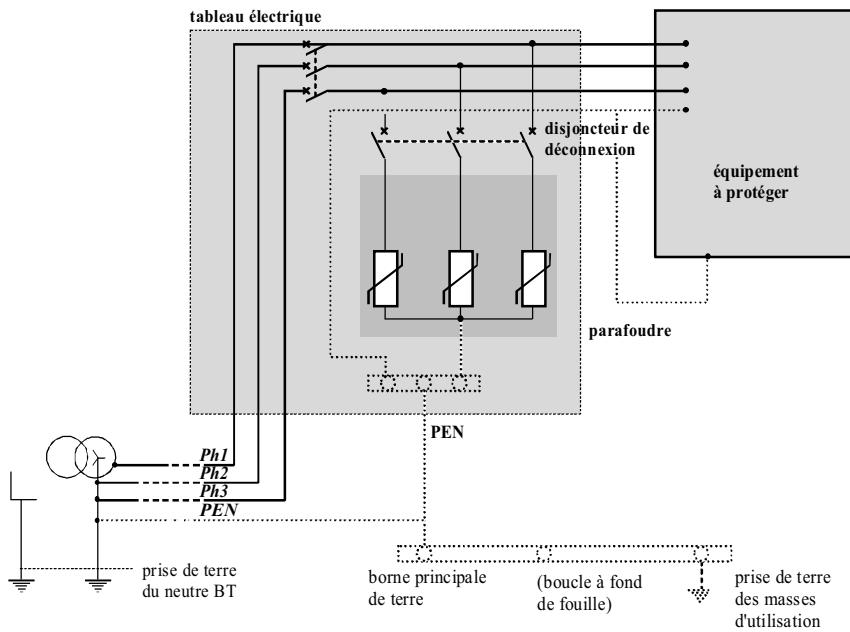 tableau électrique
disjoncteur de
déconnexion
équipement
à protéger
parafoudre
PEN
Ph1
Ph2
Ph3
PEN
prise de terre
du neutre BT
borne principale
de terre
(boucle à fond
de fouille)
prise de terre
des masses
d'utilisation